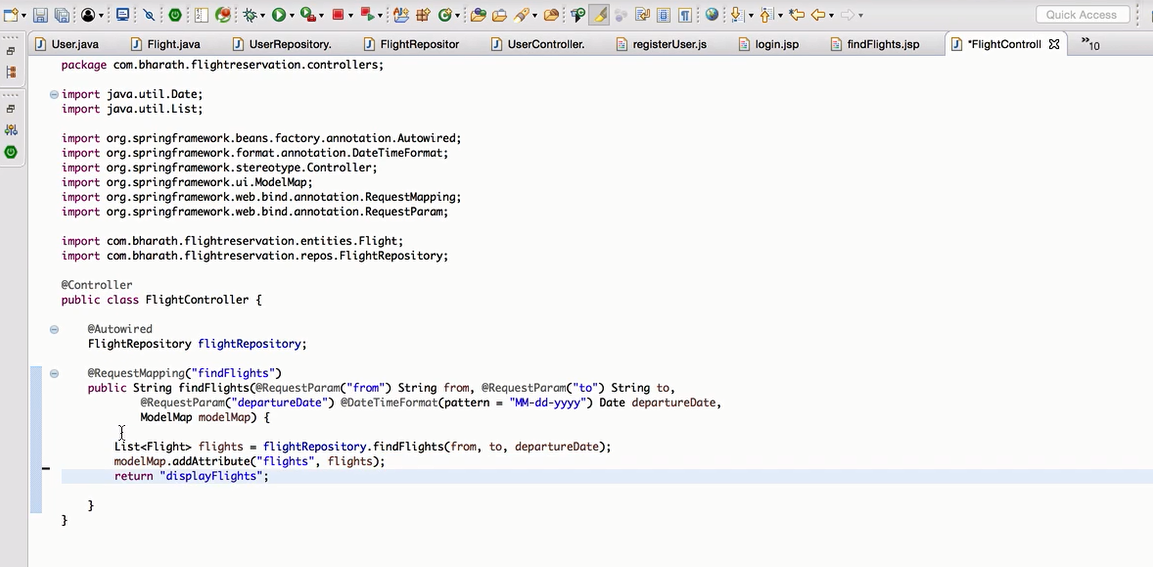 Quick Access
User.java
Flight.java
UserRepository.
FlightRepositor
UserController.
registerUser.js
login.jsp
findFlights.jsp
*FlightControll
»10
package com.bharath.flightreservation.controllers;
import java.util.Date;
import java.util.List;
import org.springframework.beans.factory.annotation.Autowired;
import org.springframework.format.annotation.DateTimeFormat;
import org.springframework.stereotype.Controller;
import org.springframework.ui.ModelMap;
import org.springframework.web.bind.annotation.RequestMapping;
import org.springframework.web.bind.annotation.RequestParam;
import com.bharath.flightreservation.entities.Flight;
import com.bharath.flightreservation.repos.FlightRepository;
@Controller
public class FlightController {
@Autowired
FlightRepository flightRepository;
@RequestMapping("findFlights")
public String findFlights(@RequestParam("from") String from, @RequestParam("to") String to,
@RequestParam("departureDate") @DateTimeFormat(pattern = "MM-dd-yyyy") Date departureDate,
ModelMap modelMap) {
List<Flight> flights = flightRepository.findFlights(from, to, departureDate);
modelMap.addAttribute("flights", flights);
return "displayFlights";
}
}